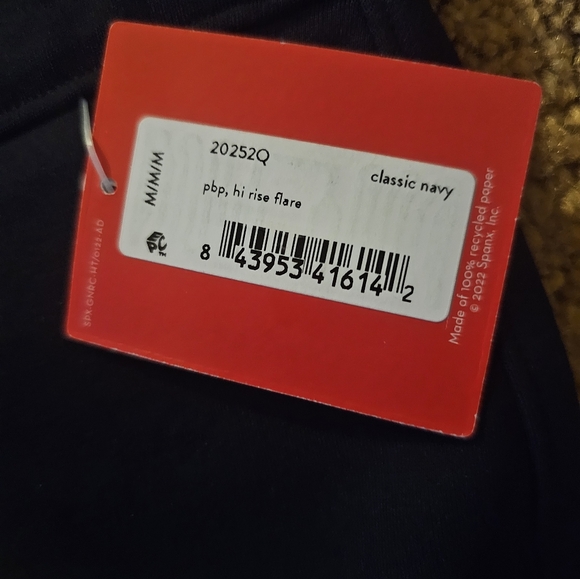 20252Q
classic navy
pbp, hi rise flare
M/M/M
8 43953 41614 2
Made of 100% recycled paper
© 2022 Spanx, Inc.